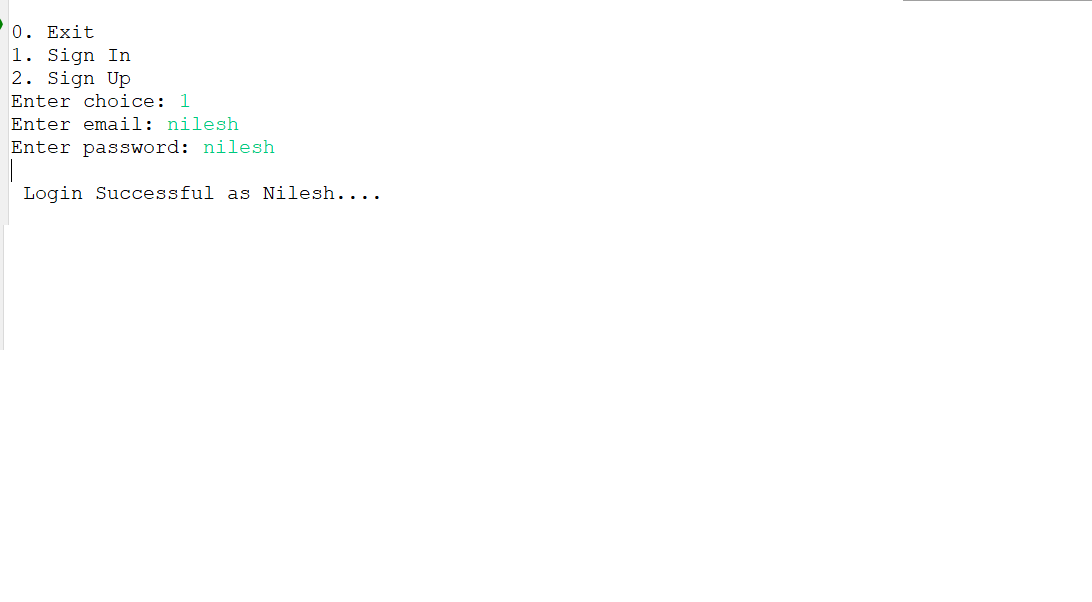 0. Exit
1. Sign In
2. Sign Up
Enter choice: 1
Enter email: nilesh
Enter password: nilesh
Login Successful as Nilesh....